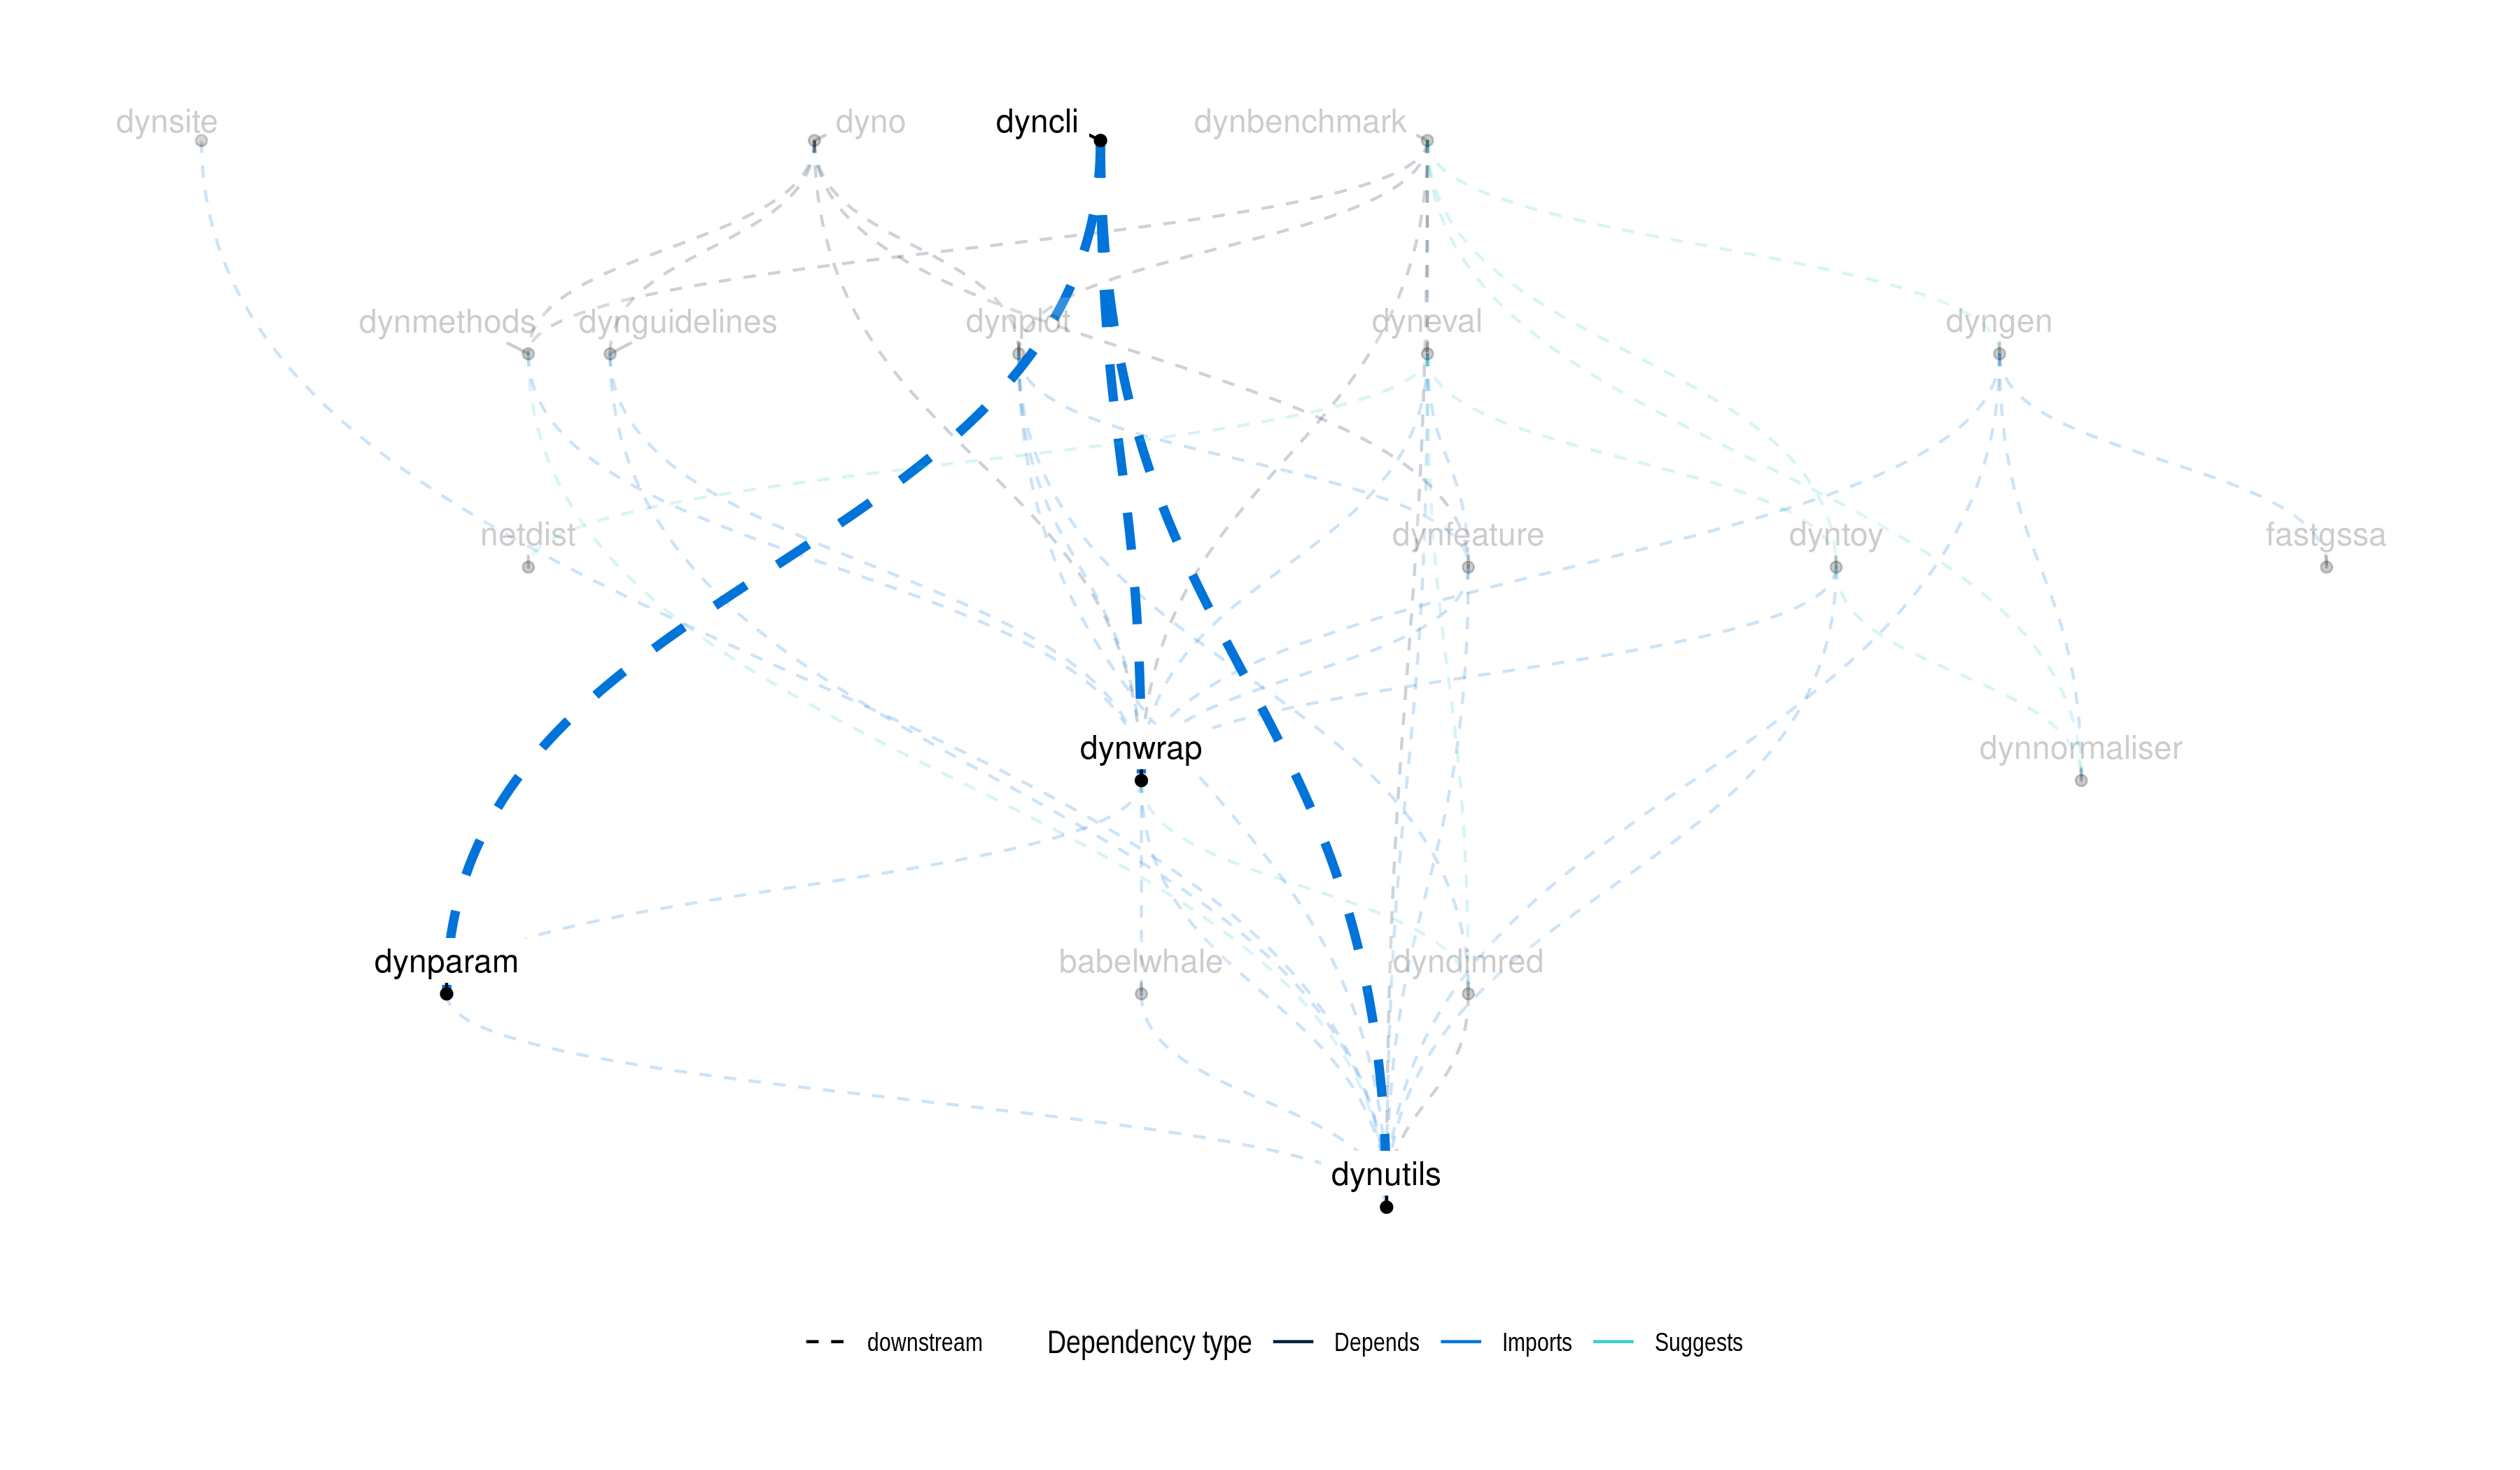 dynsite
dyno
dyncli
dynbenchmark
dynmethods
dynguidelines
dynplot
dyneval
dyngen
netdist
dynfeature
dyntoy
fastgssa
dynwrap
dynnormaliser
dynparam
babelwhale
dyndimred
dynutils
downstream Dependency type Depends Imports Suggests